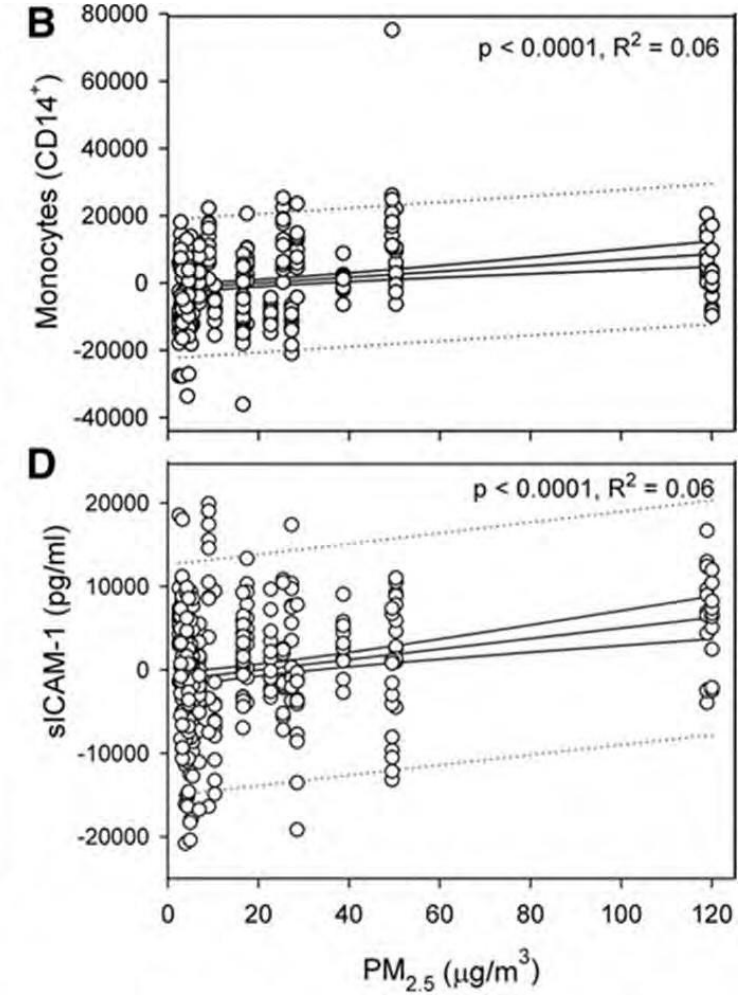 B
80000
60000
40000
20000
0
-20000
-40000
Monocytes (CD14⁺)
p < 0.0001, R² = 0.06
D
20000
10000
0
-10000
-20000
sICAM-1 (pg/ml)
p < 0.0001, R² = 0.06
0 20 40 60 80 100 120
PM₂.₅ (μg/m³)